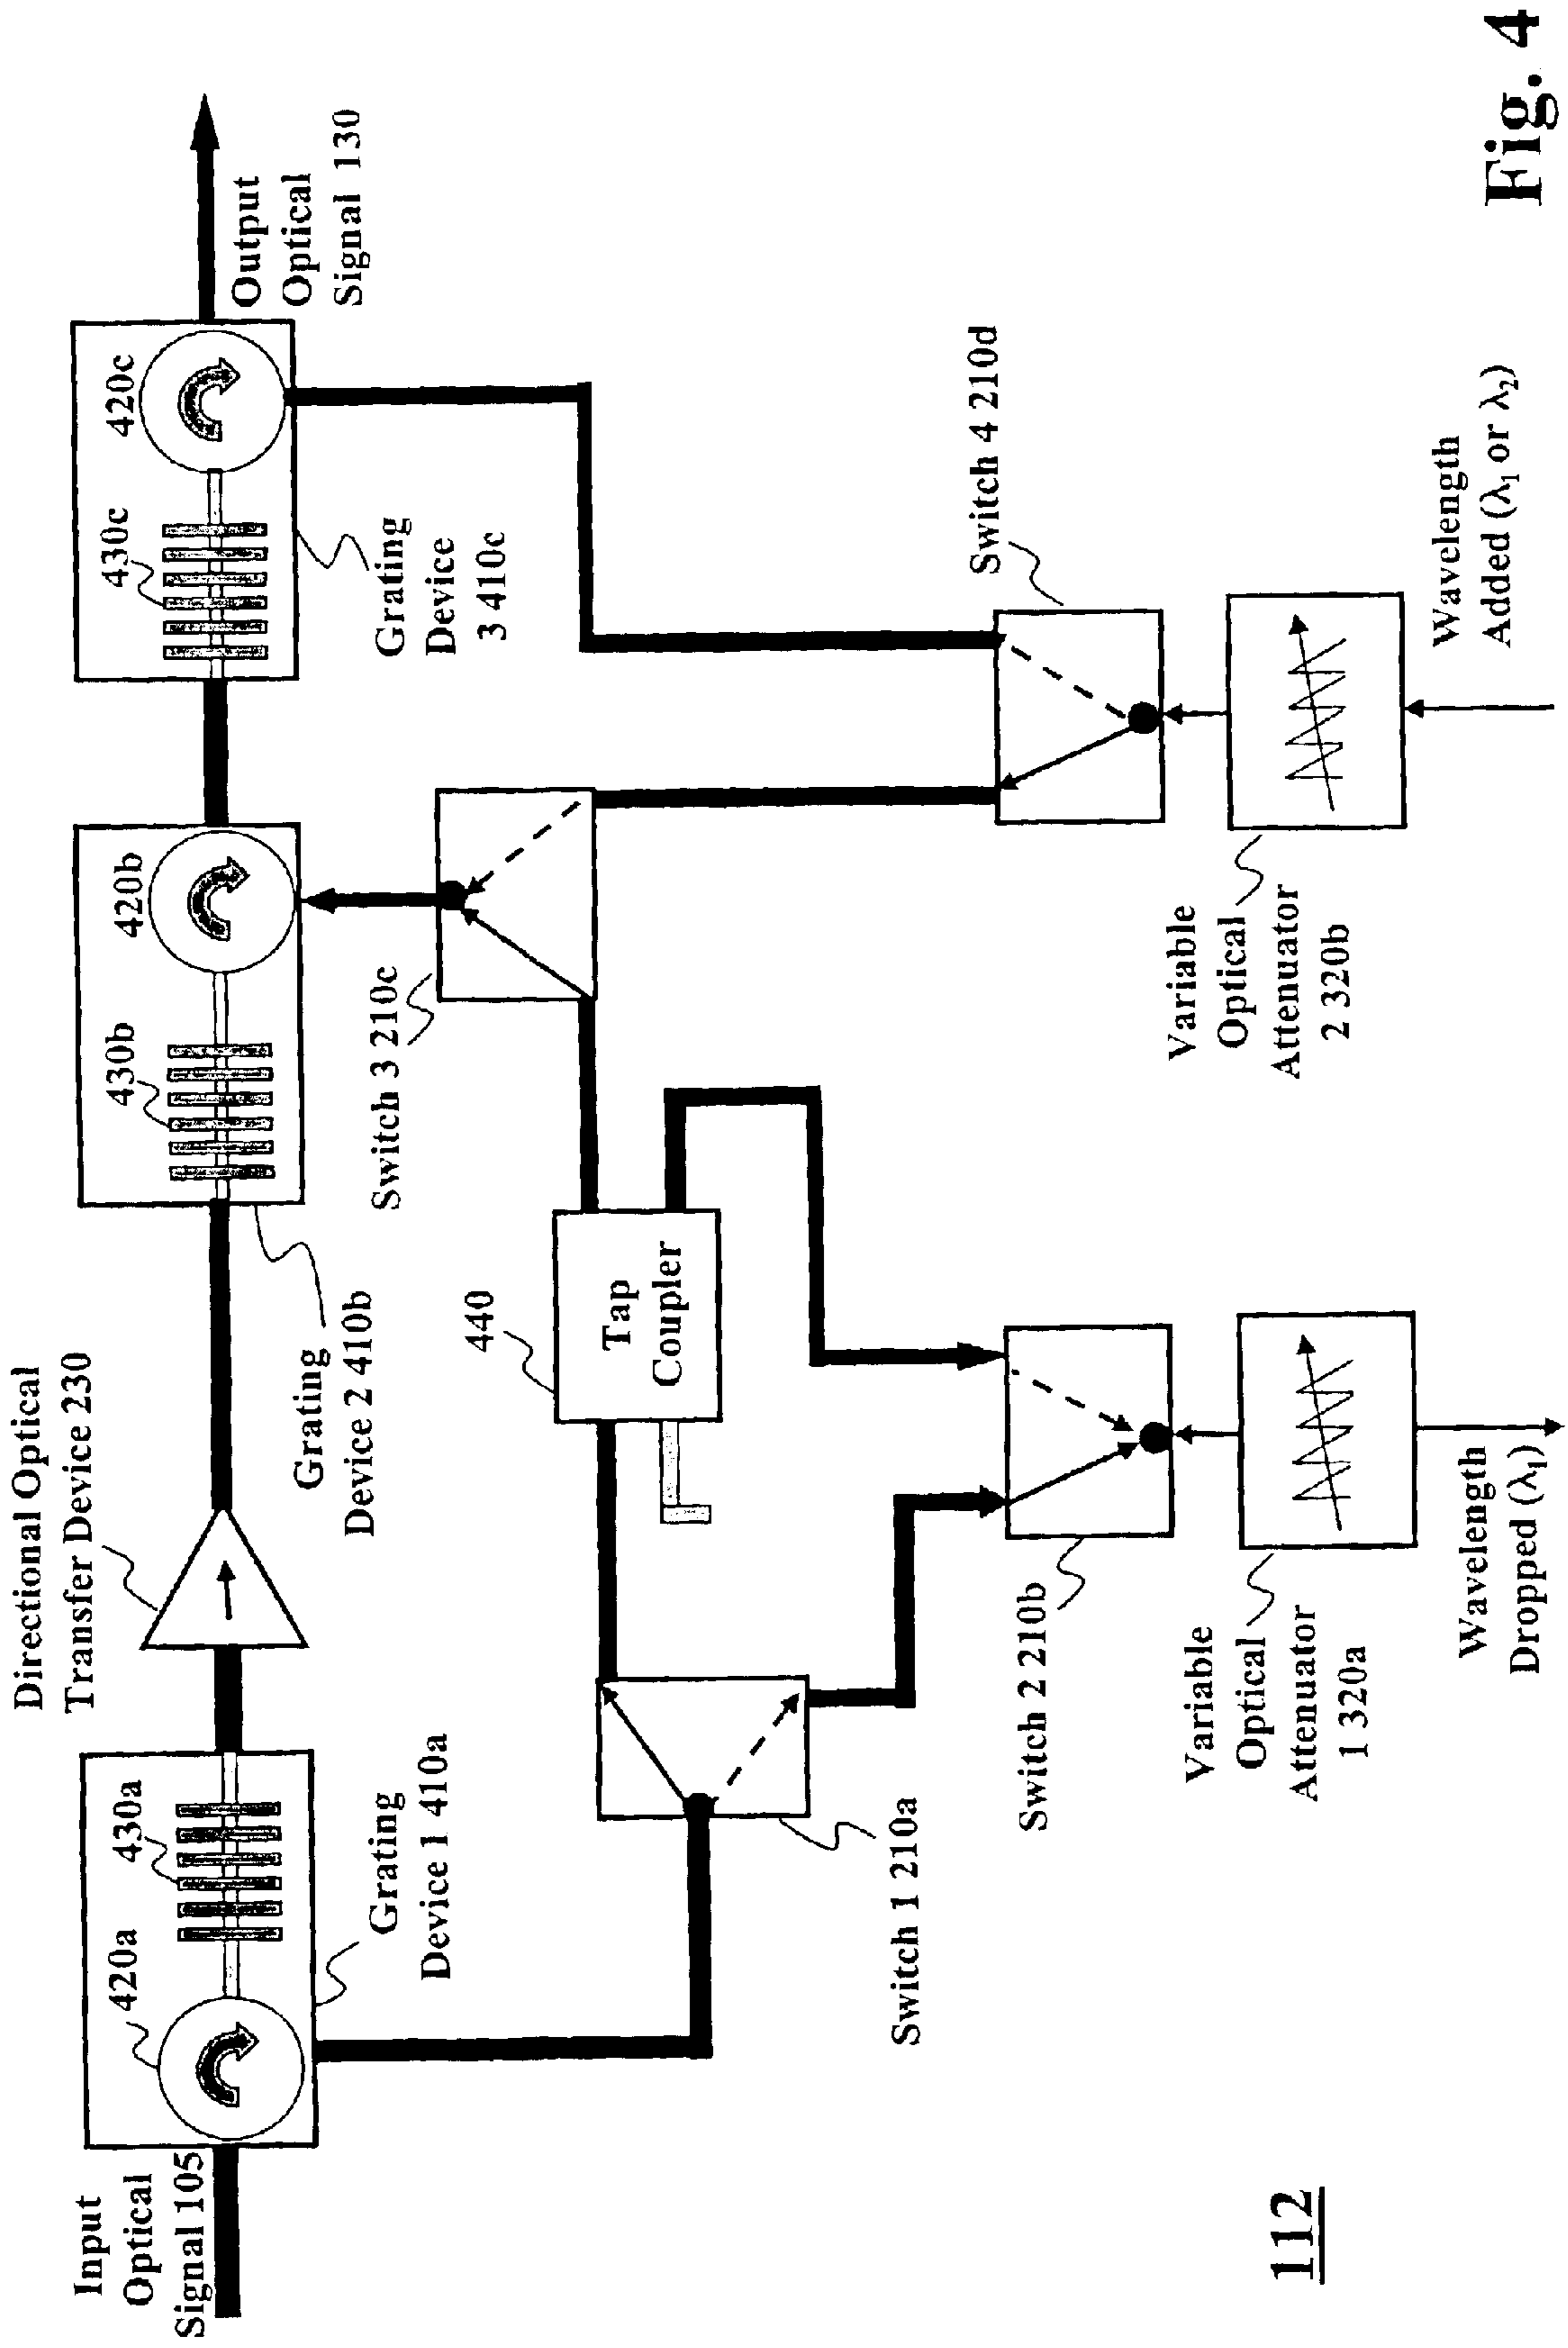 Input
Optical
Signal 105
420a
430a
Grating
Device 1 410a
Directional Optical
Transfer Device 230
430b
420b
Grating
Device 2 410b
430c
420c
Grating
Device
3 410c
Output
Optical
Signal 130
Switch 1 210a
440
Tap
Coupler
Switch 3 210c
Switch 2 210b
Switch 4 210d
Variable
Optical
Attenuator
1 320a
Wavelength
Dropped (λ1)
Variable
Optical
Attenuator
2 320b
Wavelength
Added (λ1 or λ2)
112
Fig. 4